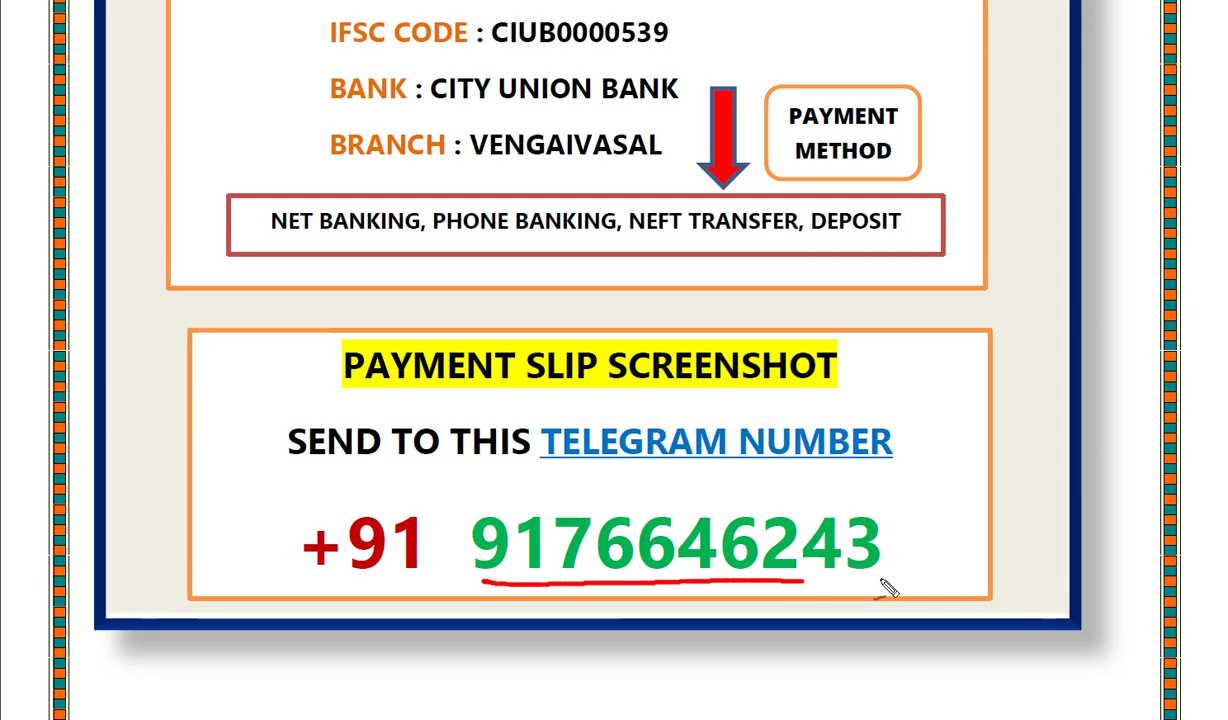 IFSC CODE : CIUB0000539
BANK : CITY UNION BANK
BRANCH : VENGAIVASAL
PAYMENT
METHOD
NET BANKING, PHONE BANKING, NEFT TRANSFER, DEPOSIT
PAYMENT SLIP SCREENSHOT
SEND TO THIS TELEGRAM NUMBER
+91 9176646243